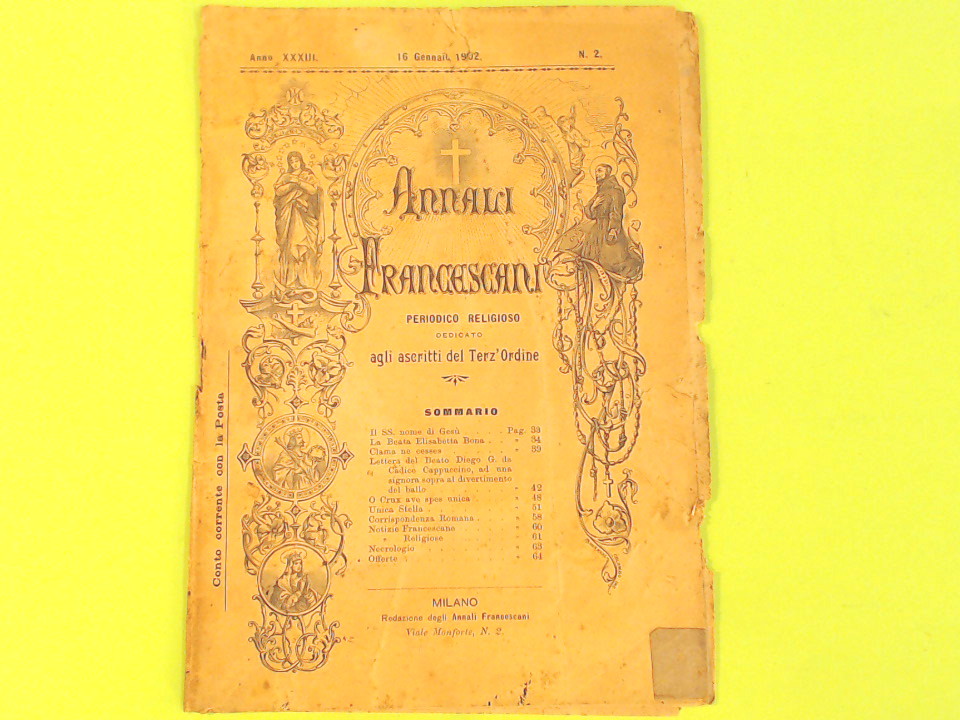 Anno XXXIII. 16 Gennaio 1902. N. 2.
Annali
Francescani
PERIODICO RELIGIOSO
DEDICATO
agli ascritti del Terz'Ordine
SOMMARIO
Il SS. nome di Gesù . . . . . Pag. 33
La Beata Elisabetta Bona . . » 34
Clama ne cesses . . . . . » 39
Lettera del Beato Diego G. da
Cadice Cappuccino, ad una
signora sopra al divertimento
del ballo . . . . . » 42
O Crux ave spes unica . . » 48
Unica Stella . . . . . » 51
Corrispondenza Romana . . . » 58
Notizie Francescane . . . » 60
» Religiose . . . » 61
Necrologio . . . . . » 63
Offerte . . . . . » 64
MILANO
Redazione degli Annali Francescani
Viale Monforte, N. 2.
Conto corrente con la Posta